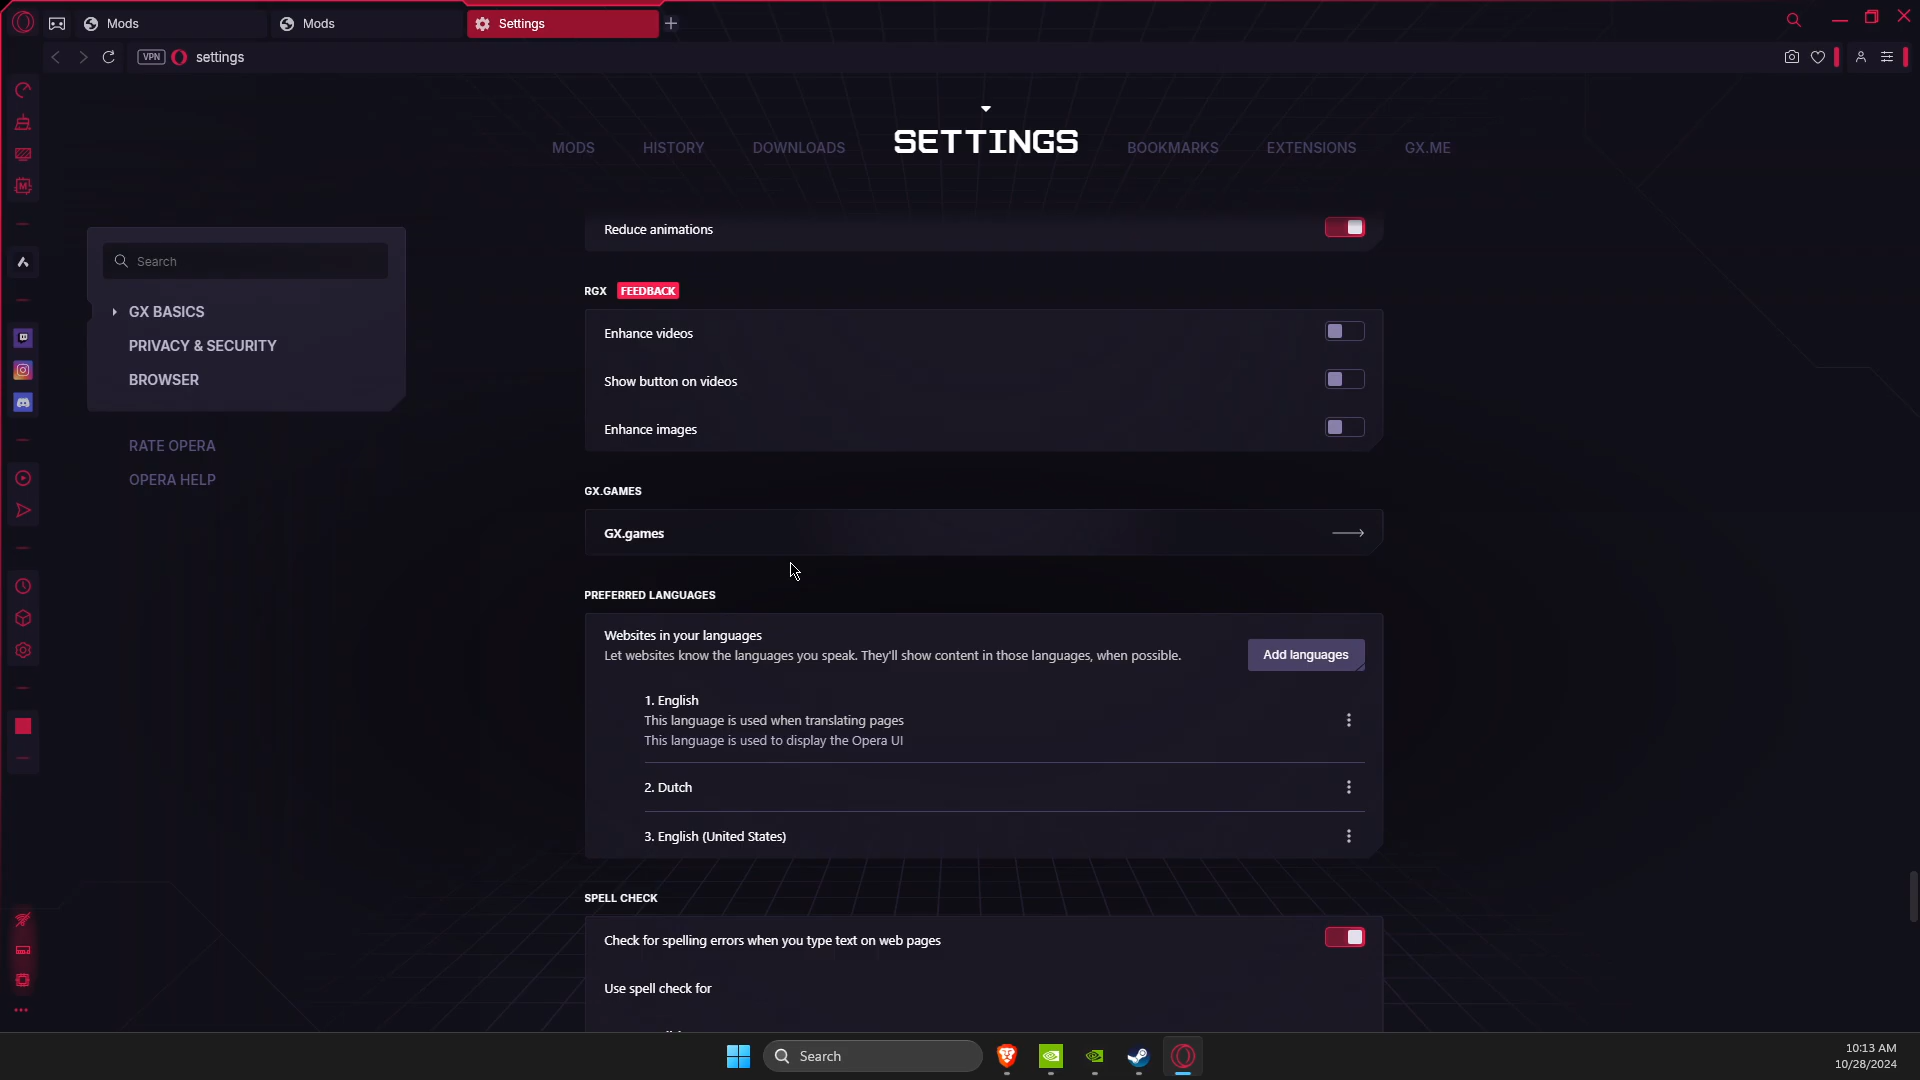 Mods
Mods
Settings
VPN
settings
MODS
HISTORY
DOWNLOADS
SETTINGS
BOOKMARKS
EXTENSIONS
GX.ME
Search
GX BASICS
PRIVACY & SECURITY
BROWSER
RATE OPERA
OPERA HELP
Reduce animations
RGX FEEDBACK
Enhance videos
Show button on videos
Enhance images
GX.GAMES
GX.games
PREFERRED LANGUAGES
Websites in your languages
Let websites know the languages you speak. They'll show content in those languages, when possible.
Add languages
1. English
This language is used when translating pages
This language is used to display the Opera UI
2. Dutch
3. English (United States)
SPELL CHECK
Check for spelling errors when you type text on web pages
Use spell check for
Search
10:13 AM
10/28/2024